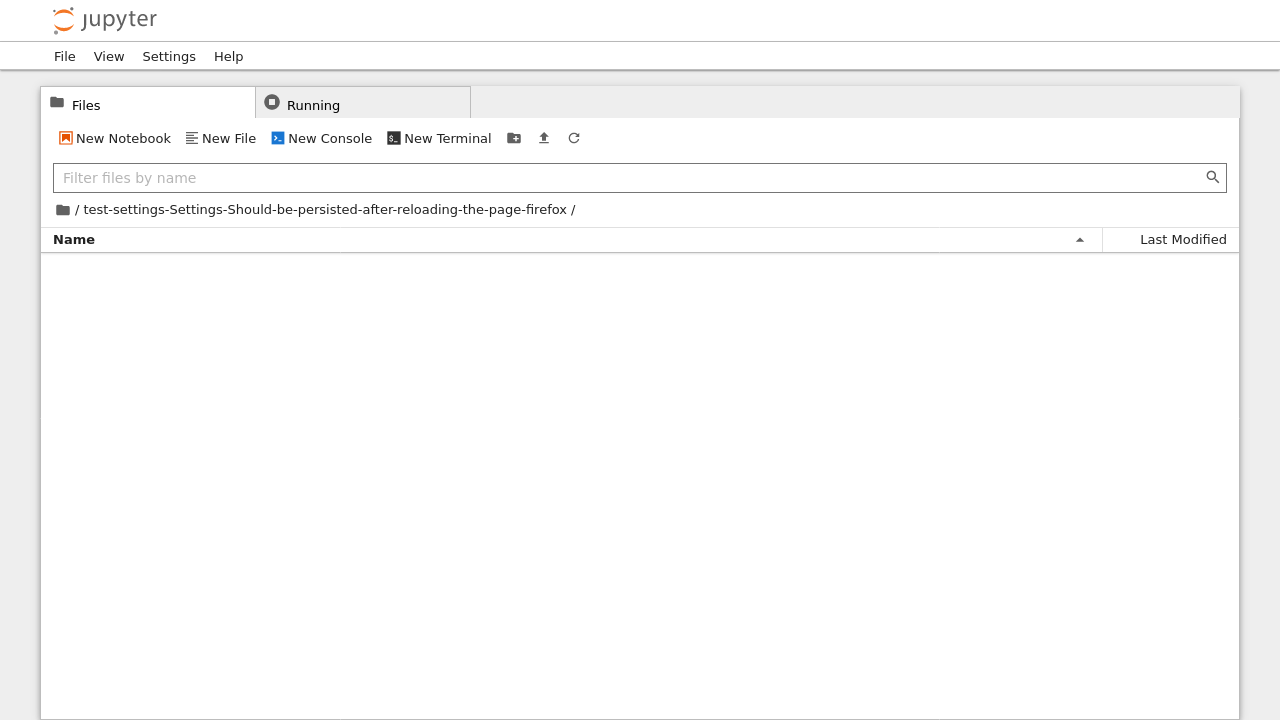 jupyter
File View Settings Help
Files Running
New Notebook New File New Console New Terminal
Filter files by name
/ test-settings-Settings-Should-be-persisted-after-reloading-the-page-firefox /
Name Last Modified